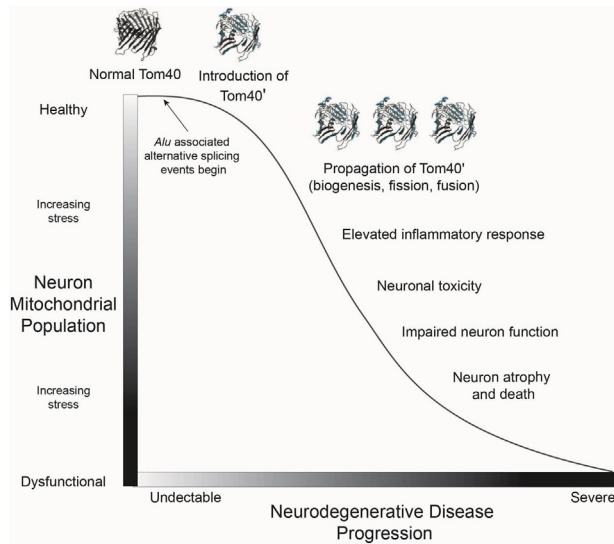 Normal Tom40
Introduction of
Tom40'
Healthy
Alu associated
alternative splicing
events begin
Propagation of Tom40'
(biogenesis, fission, fusion)
Increasing
stress
Elevated inflammatory response
Neuron
Mitochondrial
Population
Neuronal toxicity
Impaired neuron function
Increasing
stress
Neuron atrophy
and death
Dysfunctional
Undectable
Severe
Neurodegenerative Disease
Progression